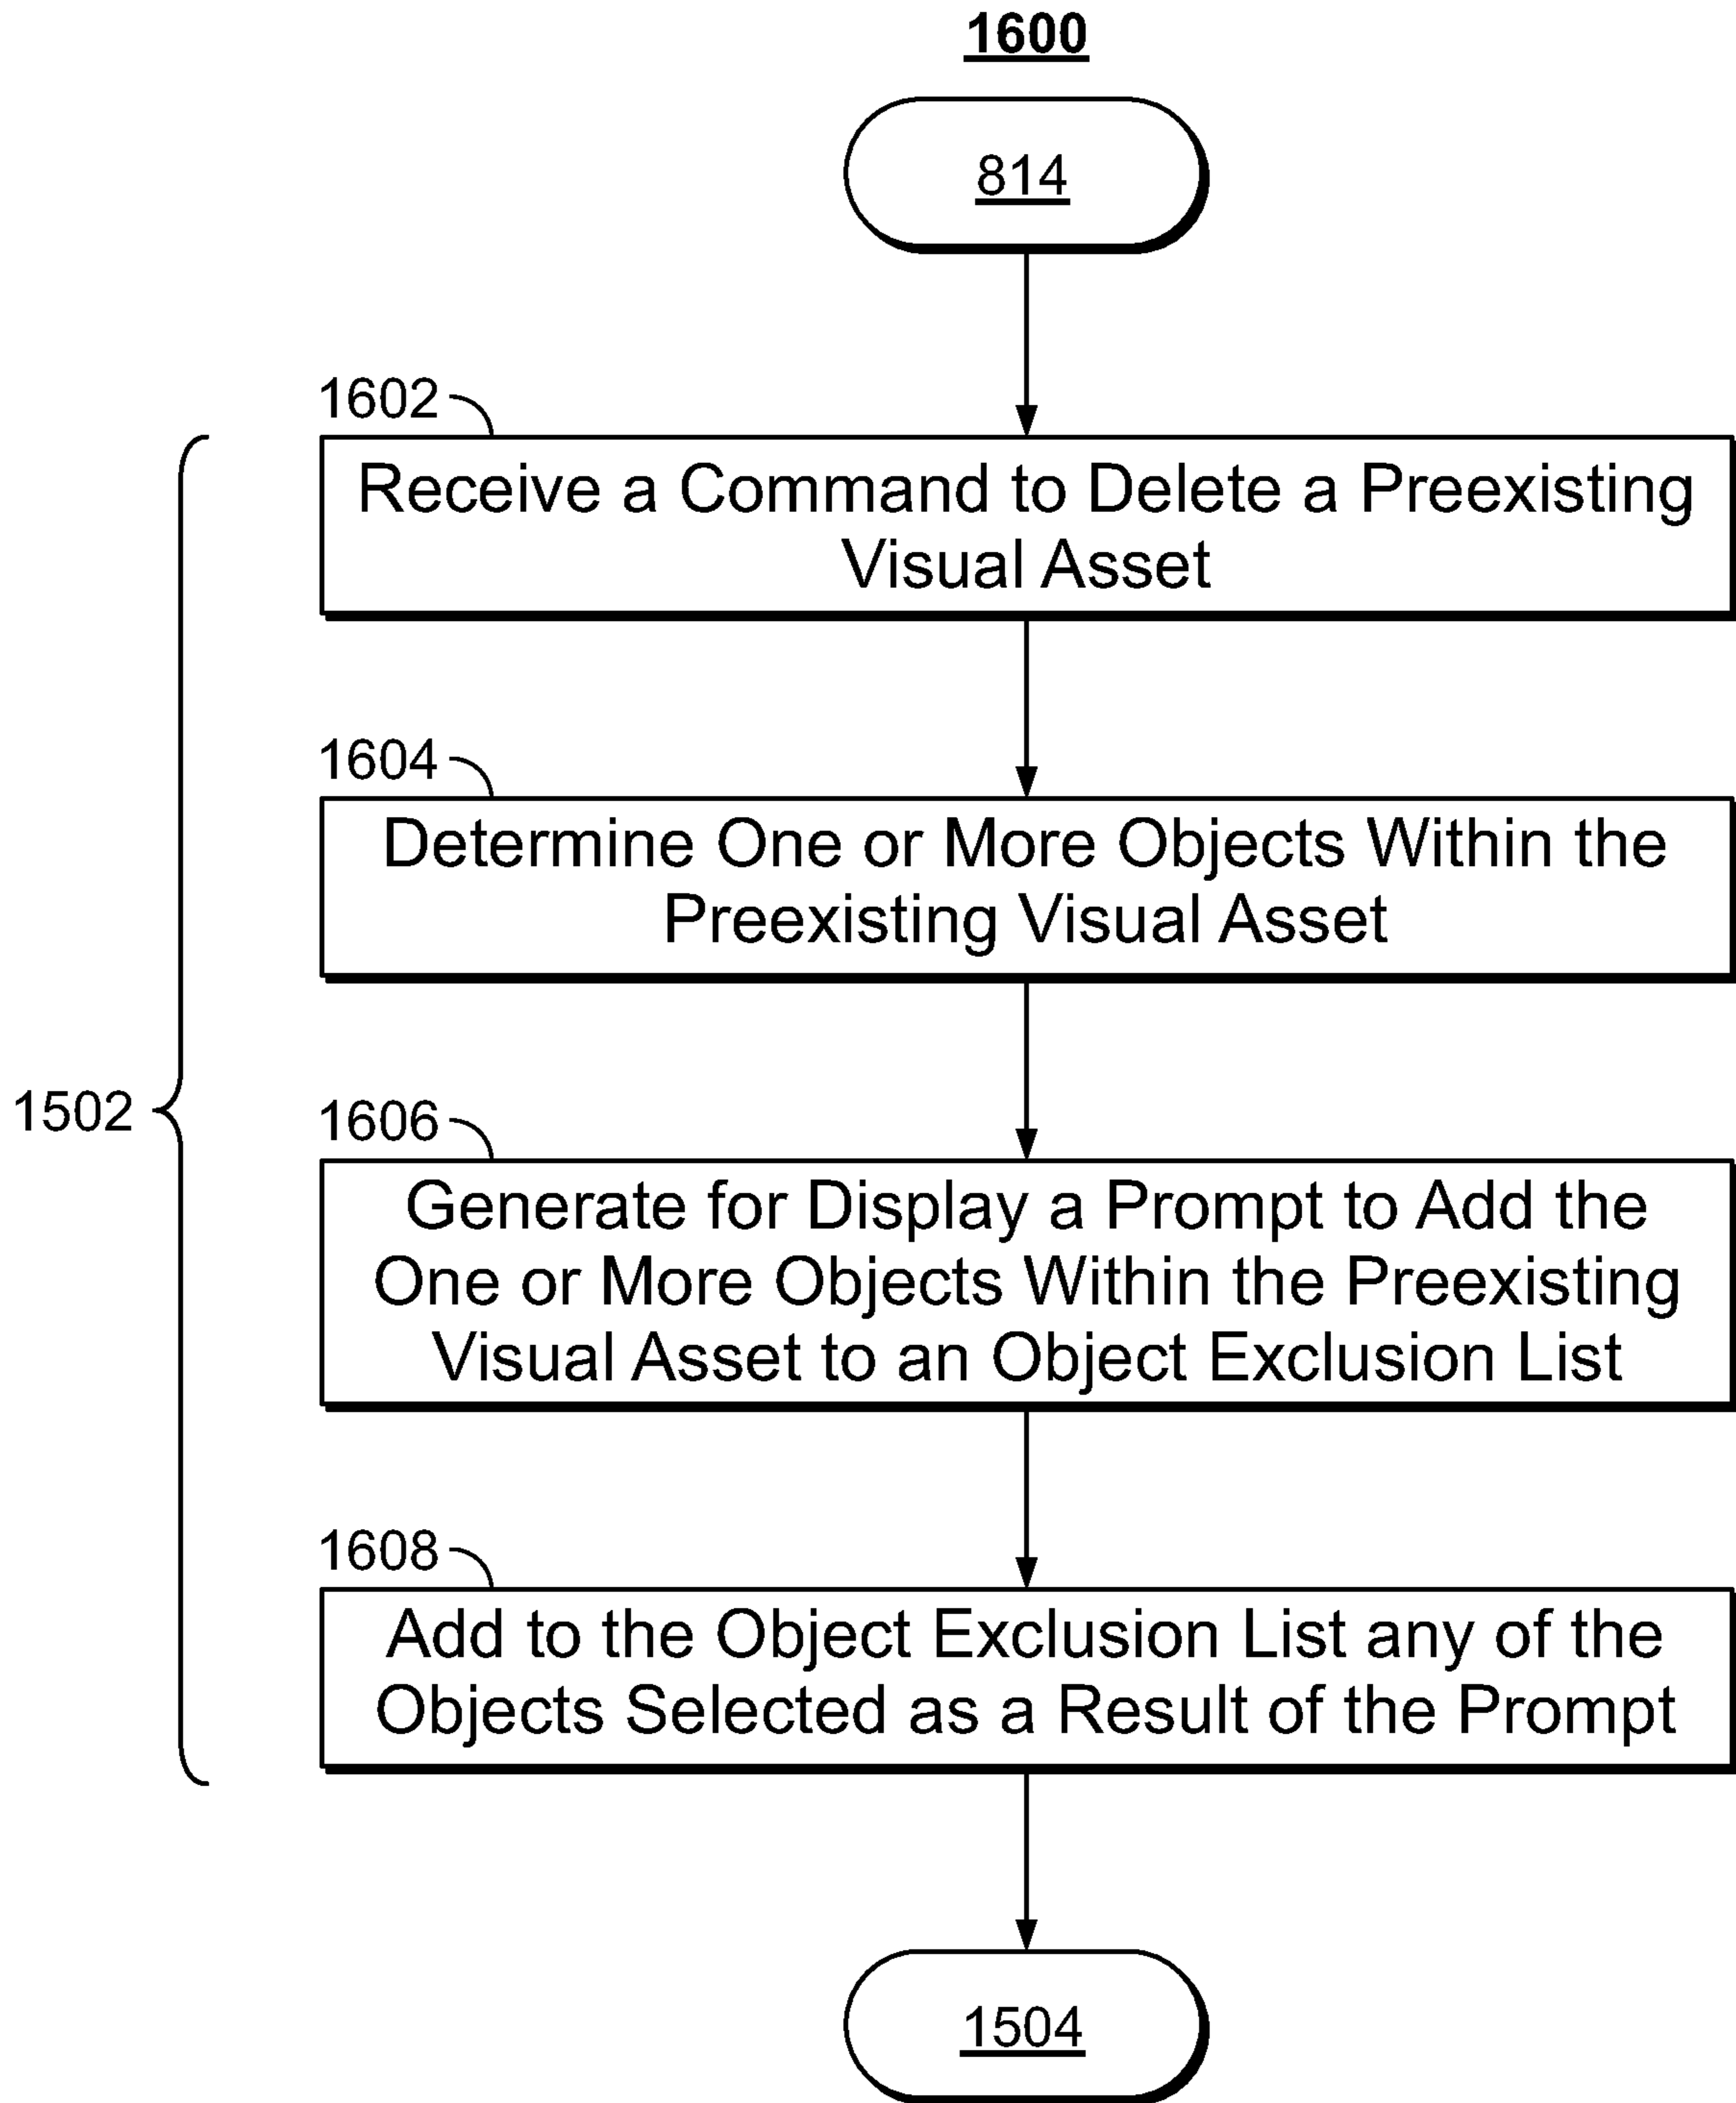 1600
814
1602
Receive a Command to Delete a Preexisting
Visual Asset
1604
Determine One or More Objects Within the
Preexisting Visual Asset
1502
1606
Generate for Display a Prompt to Add the
One or More Objects Within the Preexisting
Visual Asset to an Object Exclusion List
1608
Add to the Object Exclusion List any of the
Objects Selected as a Result of the Prompt
1504